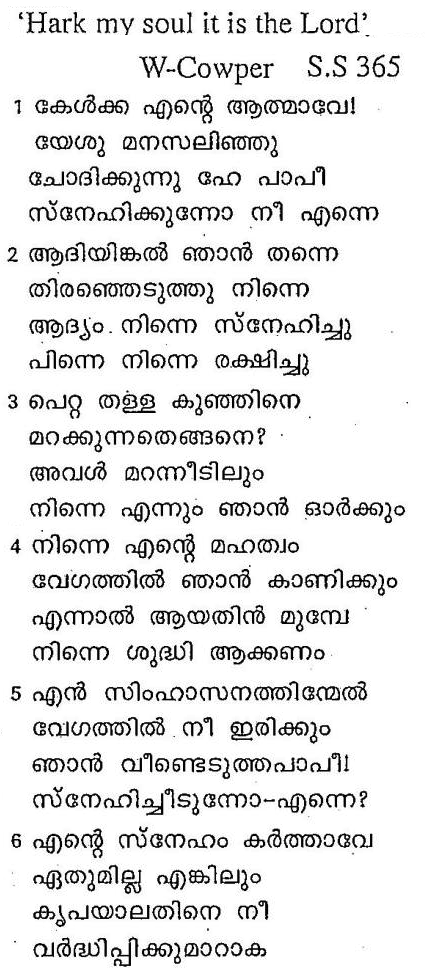 'Hark my soul it is the Lord'
W-Cowper S.S 365
1 കേൾക്ക എന്റെ ആത്മാവേ!
യേശു മനസലിഞ്ഞു
ചോദിക്കുന്നു ഹേ പാപീ
സ്നേഹിക്കുന്നോ നീ എന്നെ
2 ആദിയിങ്കൽ ഞാൻ തന്നെ
തിരഞ്ഞെടുത്തു നിന്നെ
ആദ്യം നിന്നെ സ്നേഹിച്ചു
പിന്നെ നിന്നെ രക്ഷിച്ചു
3 പെറ്റ തള്ള കുഞ്ഞിനെ
മറക്കുന്നതെങ്ങനെ?
അവൾ മറന്നീടിലും
നിന്നെ എന്നും ഞാൻ ഓർക്കും
4 നിന്നെ എന്റെ മഹത്വം
വേഗത്തിൽ ഞാൻ കാണിക്കും
എന്നാൽ ആയതിൻ മുമ്പേ
നിന്നെ ശുദ്ധി ആക്കണം
5 എൻ സിംഹാസനത്തിന്മേൽ
വേഗത്തിൽ നീ ഇരിക്കും
ഞാൻ വീണ്ടെടുത്തപാപീ!
സ്നേഹിച്ചീടുന്നോ-എന്നെ?
6 എന്റെ സ്നേഹം കർത്താവേ
ഏതുമില്ല എങ്കിലും
കൃപയാലതിനെ നീ
വർദ്ധിപ്പിക്കുമാറാക